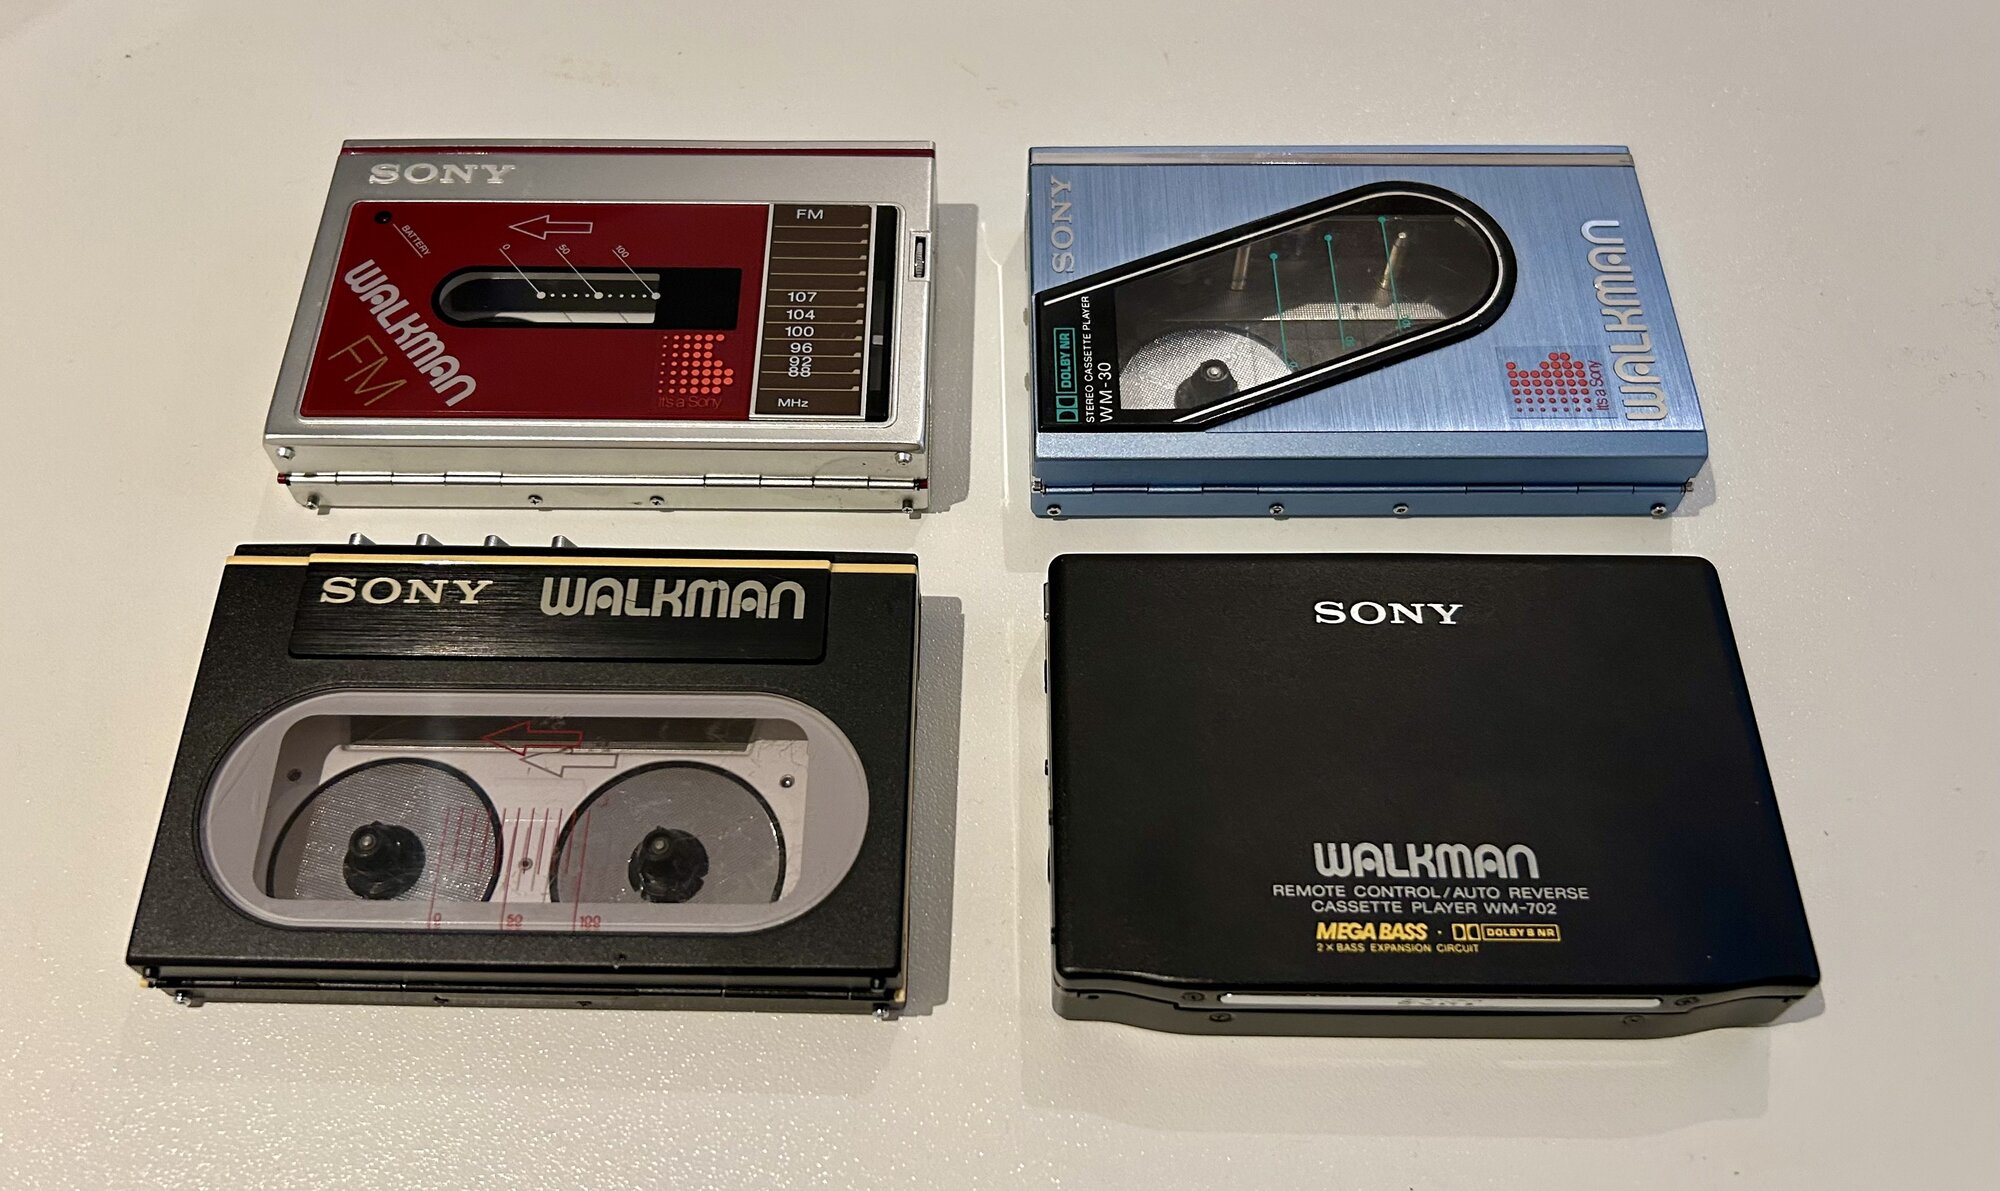 SONY
BATTERY
0
50
100
WALKMAN
FM
It's a Sony
FM
107
104
100
96
92
88
MHz
SONY
DOLBY NR
STEREO CASSETTE PLAYER
WM-30
50
It's a Sony
WALKMAN
SONY WALKMAN
0 50 100
SONY
WALKMAN
REMOTE CONTROL/AUTO REVERSE
CASSETTE PLAYER WM-702
MEGA BASS · DOLBY B NR
2×BASS EXPANSION CIRCUIT